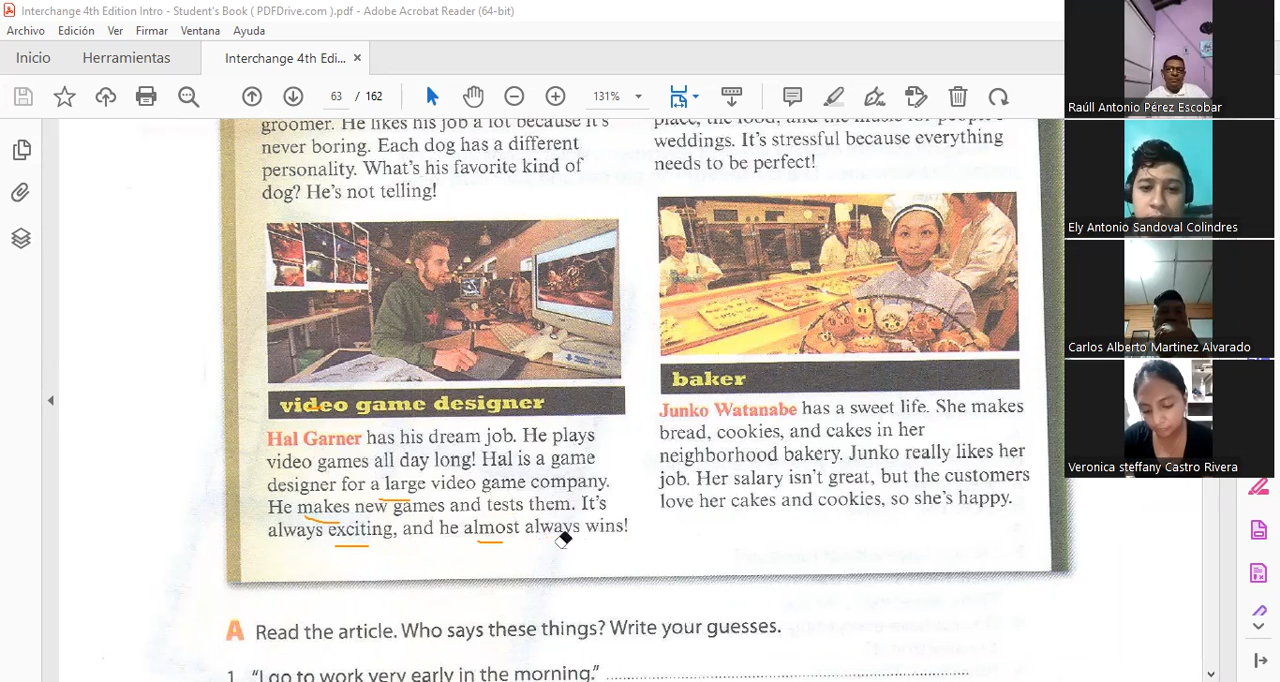 Interchange 4th Edition Intro - Student's Book ( PDFDrive.com ).pdf - Adobe Acrobat Reader (64-bit)
Archivo Edición Ver Firmar Ventana Ayuda
Inicio Herramientas Interchange 4th Edi... ×
63 / 162 131%
groomer. He likes his job a lot because it's
never boring. Each dog has a different
personality. What's his favorite kind of
dog? He's not telling!
place, the food, and the music for people's
weddings. It's stressful because everything
needs to be perfect!
video game designer
Hal Garner has his dream job. He plays
video games all day long! Hal is a game
designer for a large video game company.
He makes new games and tests them. It's
always exciting, and he almost always wins!
baker
Junko Watanabe has a sweet life. She makes
bread, cookies, and cakes in her
neighborhood bakery. Junko really likes her
job. Her salary isn't great, but the customers
love her cakes and cookies, so she's happy.
A Read the article. Who says these things? Write your guesses.
1. "I go to work very early in the morning."
Raúll Antonio Pérez Escobar
Ely Antonio Sandoval Colindres
Carlos Alberto Martinez Alvarado
Veronica steffany Castro Rivera